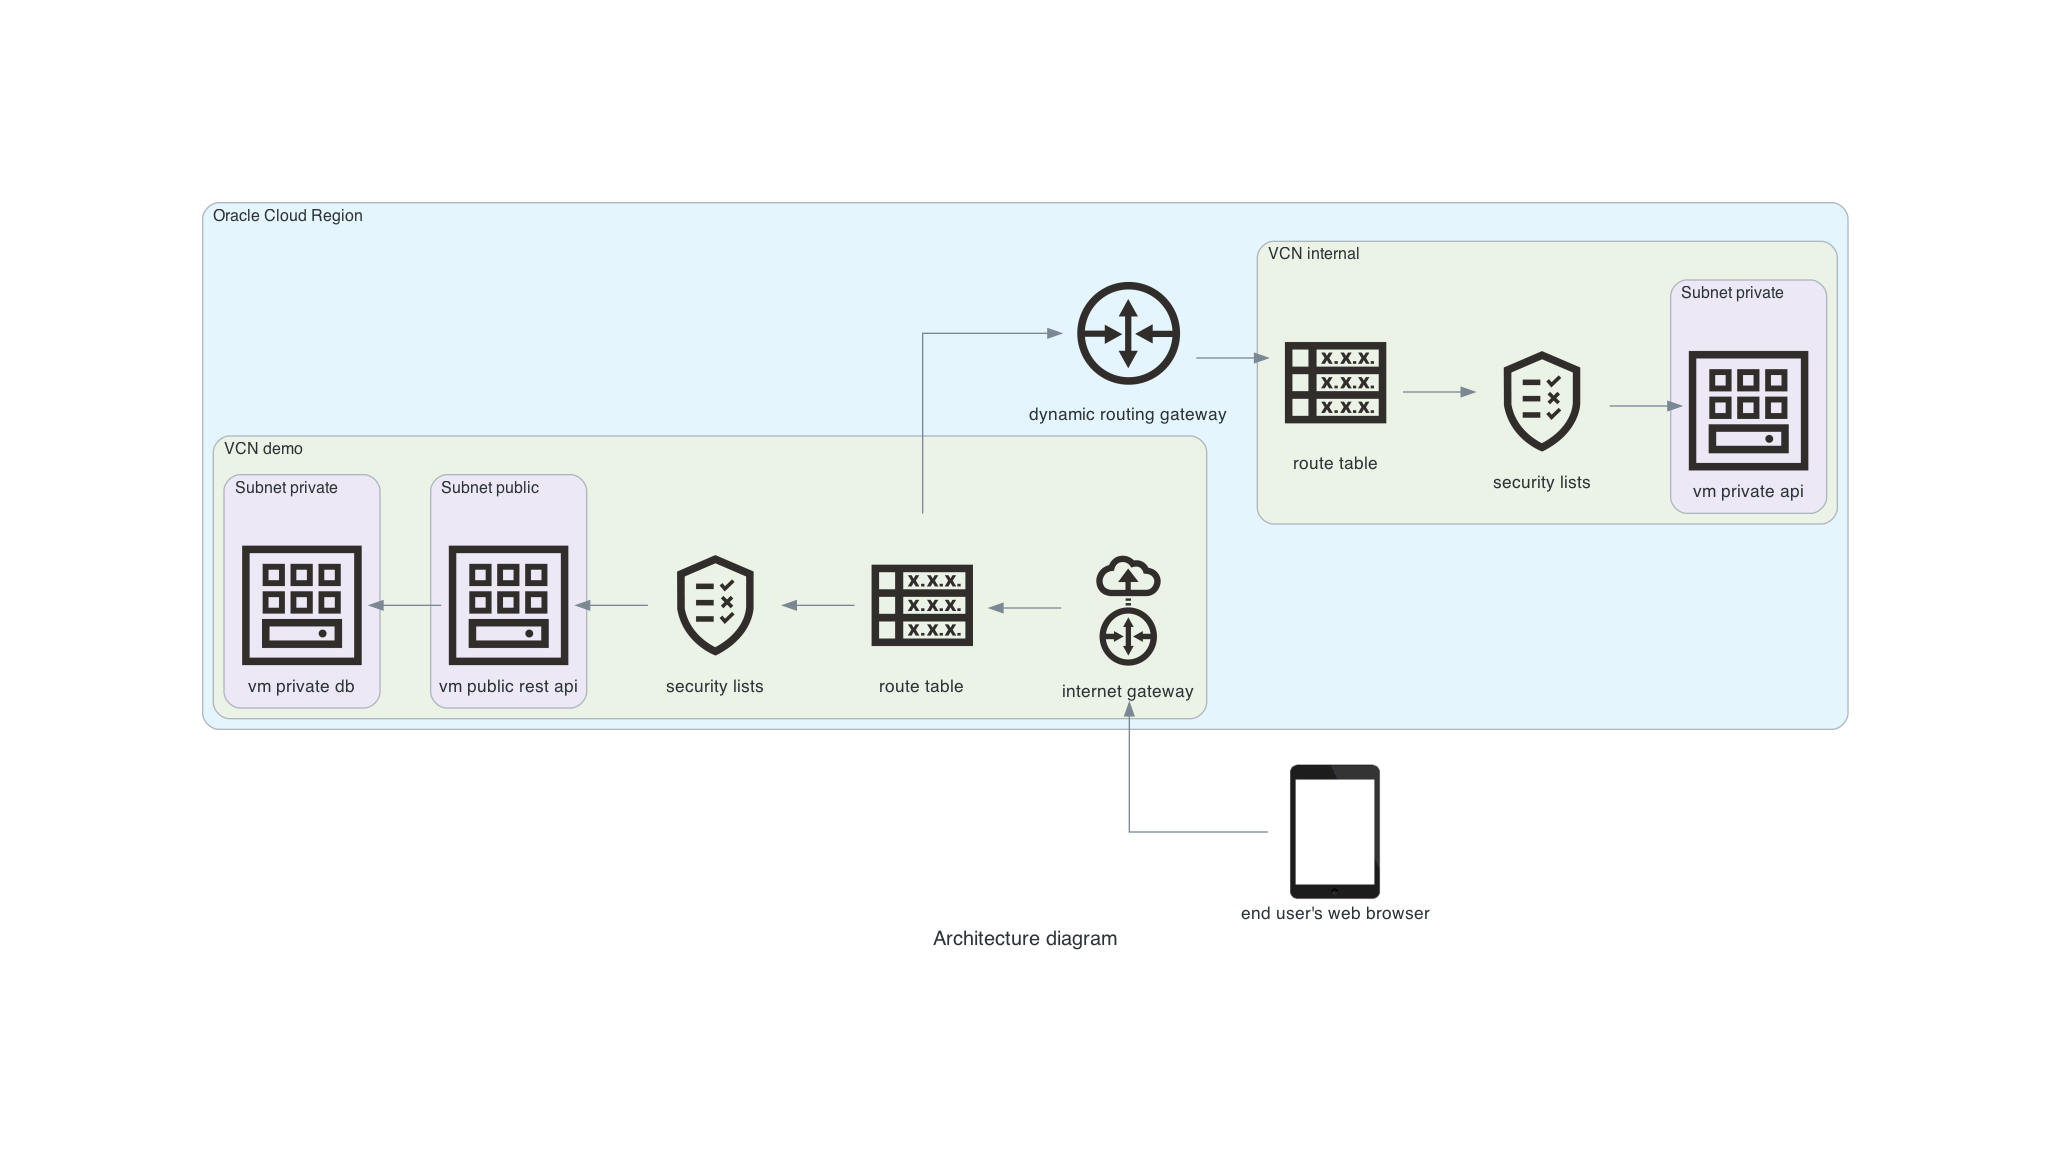 Oracle Cloud Region
VCN internal
Subnet private
x.x.x.
x.x.x.
x.x.x.
dynamic routing gateway
route table
security lists
vm private api
VCN demo
Subnet private
Subnet public
x.x.x.
x.x.x.
x.x.x.
vm private db
vm public rest api
security lists
route table
internet gateway
end user's web browser
Architecture diagram